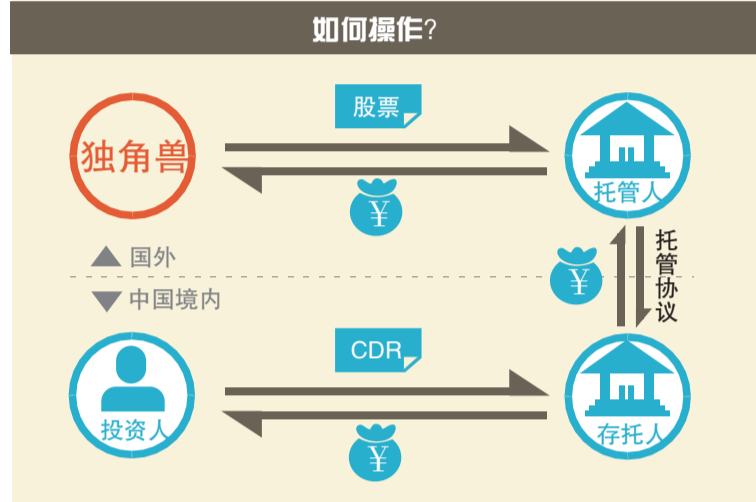 如何操作?
股票
独角兽
托管人
¥
国外
¥
托管协议
中国境内
CDR
投资人
存托人
¥